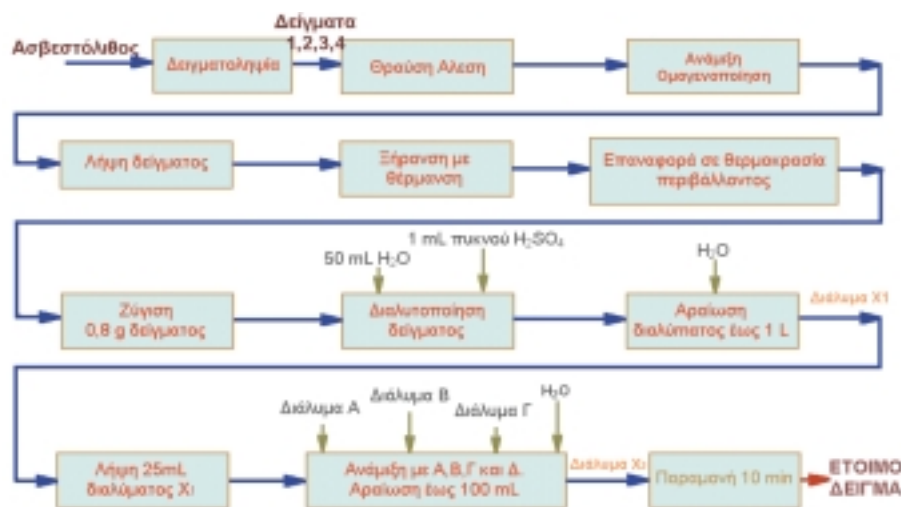 Ασβεστόλιθος
Δειγματοληψία
Δείγματα
1,2,3,4
Θραύση Αλεση
Ανάμιξη
Ομογενοποίηση
Λήψη δείγματος
Ξήρανση με
θέρμανση
Επαναφορά σε θερμοκρασία
περιβάλλοντος
Ζύγιση
0,8 g δείγματος
50 mL H₂O
1 mL πυκνού H₂SO₄
Διαλυτοποίηση
δείγματος
H₂O
Αραίωση
διαλύματος έως 1 L
Διάλυμα X1
Λήψη 25mL
διαλύματος Χι
Διάλυμα Α
Διάλυμα Β
Διάλυμα Γ
H₂O
Ανάμιξη με Α,Β,Γ και Δ.
Αραίωση έως 100 mL
Διάλυμα
Παραμονή 10 min
ΕΤΟΙΜΟ
ΔΕΙΓΜΑ